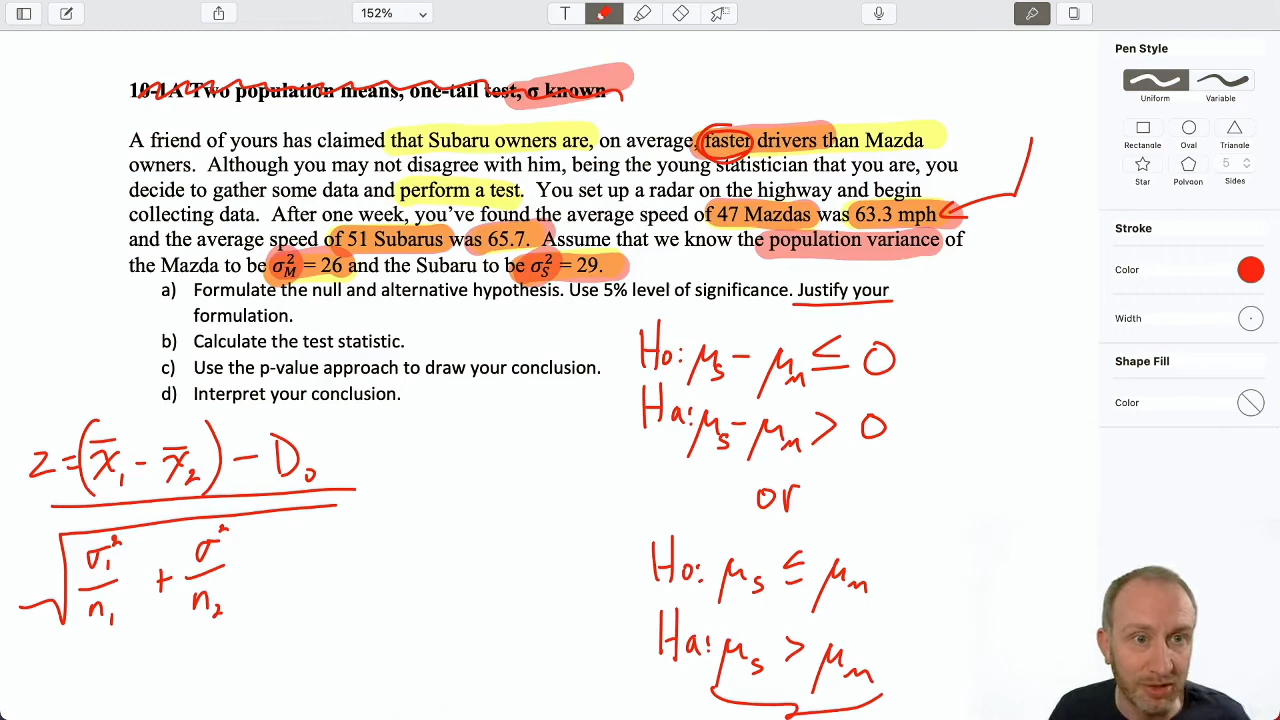 152%
T
10-1A Two population means, one-tail test, σ known
A friend of yours has claimed that Subaru owners are, on average, faster drivers than Mazda
owners. Although you may not disagree with him, being the young statistician that you are, you
decide to gather some data and perform a test. You set up a radar on the highway and begin
collecting data. After one week, you’ve found the average speed of 47 Mazdas was 63.3 mph
and the average speed of 51 Subarus was 65.7. Assume that we know the population variance of
the Mazda to be σ²_M = 26 and the Subaru to be σ²_S = 29.
a) Formulate the null and alternative hypothesis. Use 5% level of significance. Justify your
formulation.
b) Calculate the test statistic.
c) Use the p-value approach to draw your conclusion.
d) Interpret your conclusion.
Ho: μs - μm ≤ 0
Ha: μs - μm > 0
or
Ho: μs ≤ μm
Ha: μs > μm
z = (x̄₁ - x̄₂) - D₀
√ σ₁²/n₁ + σ²/n₂
Pen Style
Uniform Variable
Rectangle Oval Triangle
Star Polygon Sides
5
Stroke
Color
Width
Shape Fill
Color